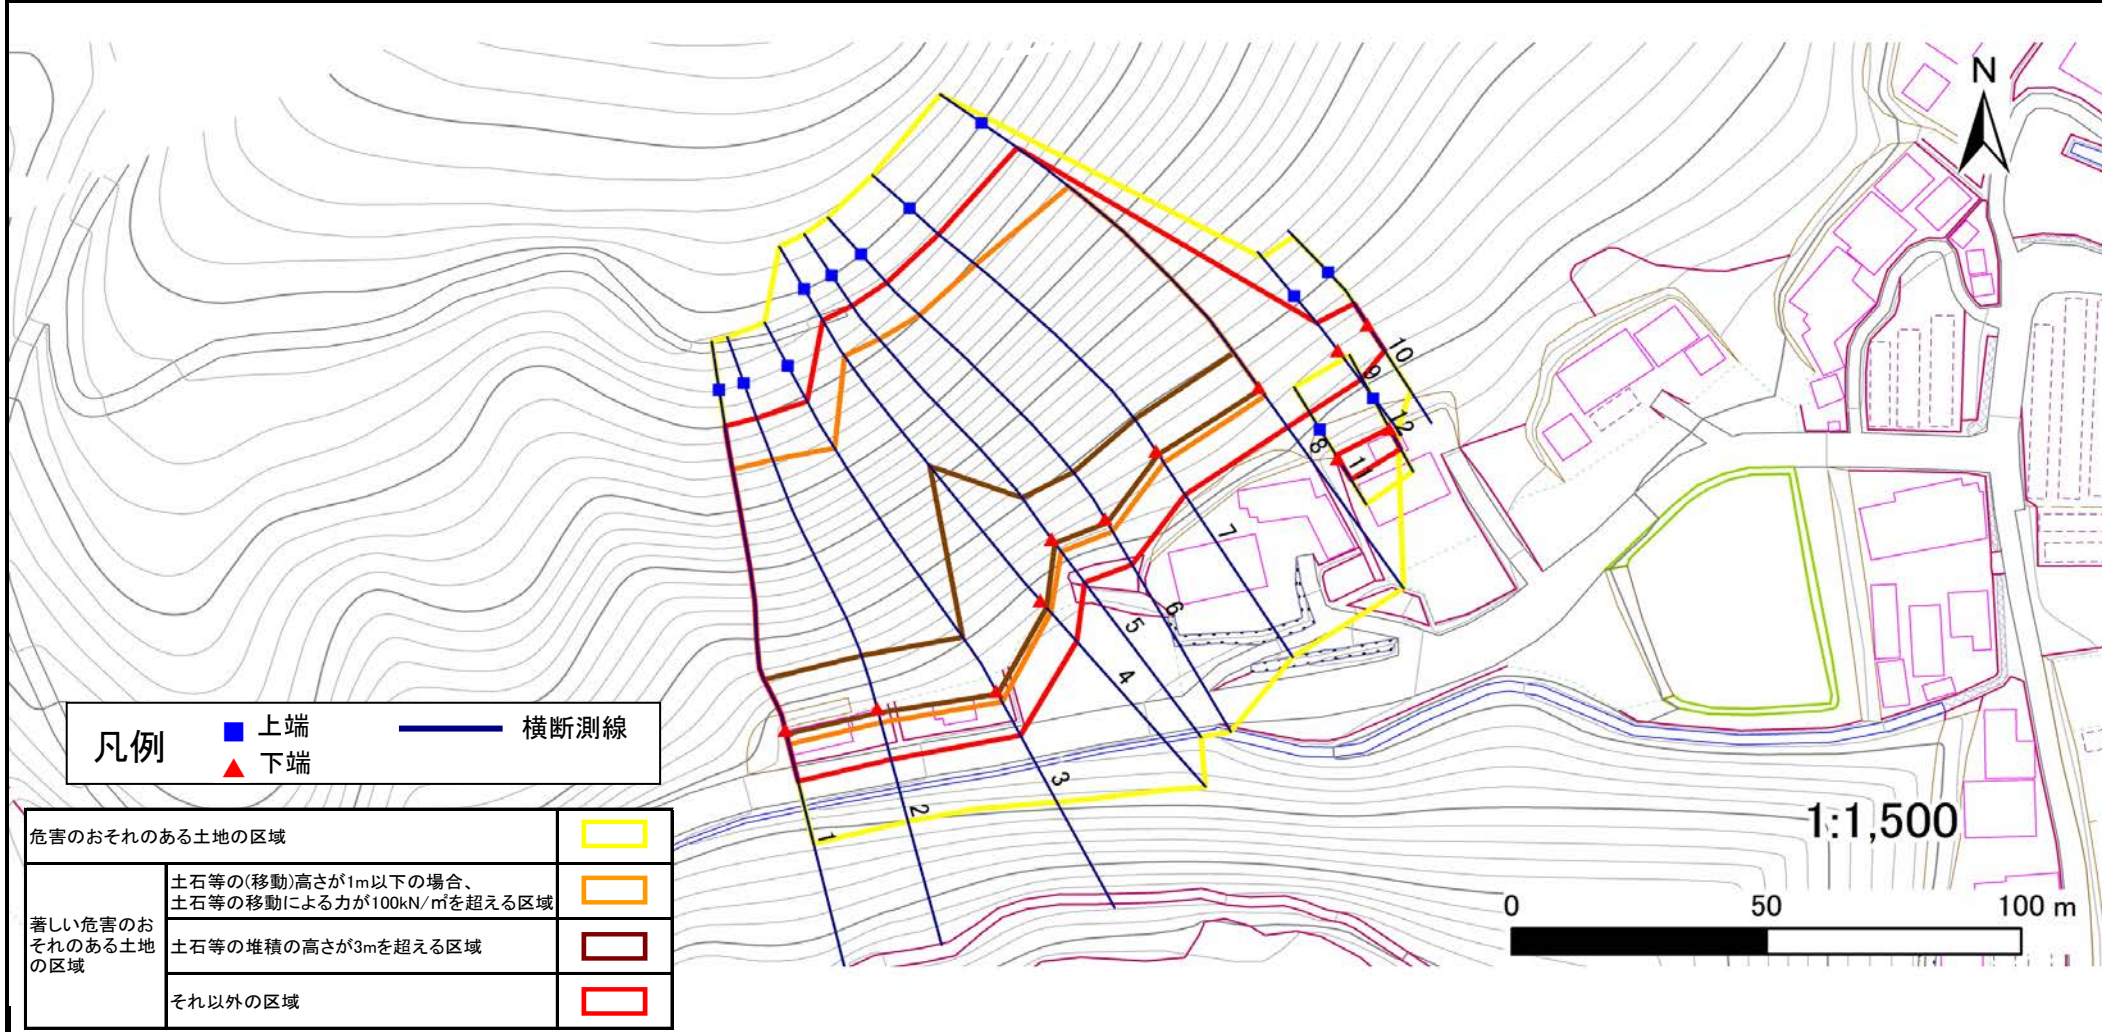 N
10
9
12
8
11
7
6
5
4
3
2
1
凡例
上端
横断測線
下端
危害のおそれのある土地の区域
著しい危害のお
それのある土地
の区域
土石等の(移動)高さが1m以下の場合、
土石等の移動による力が100kN/㎡を超える区域
土石等の堆積の高さが3mを超える区域
それ以外の区域
1:1,500
0 50 100 m